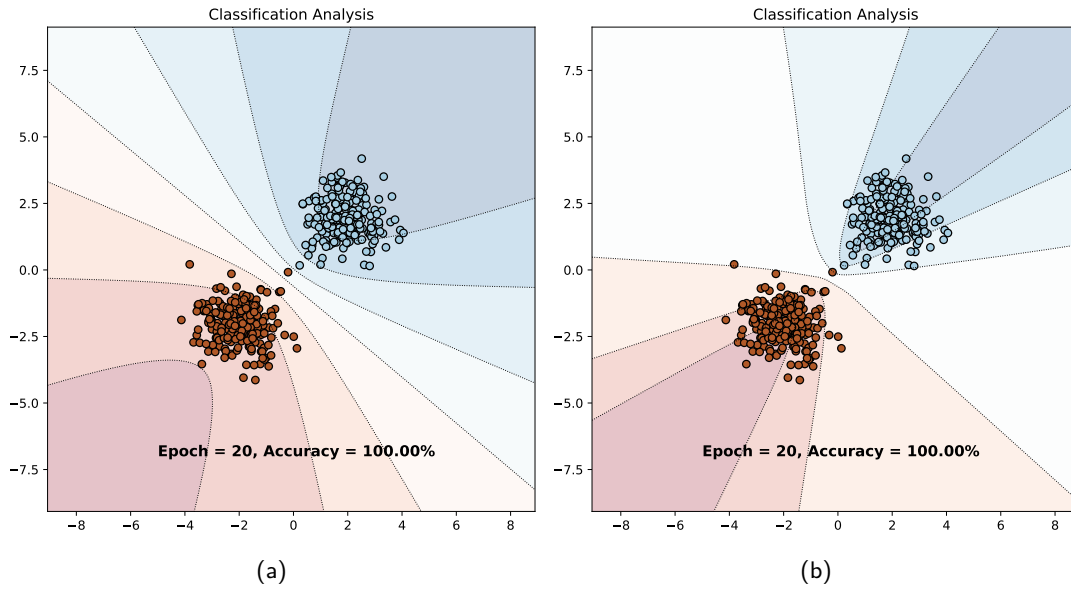 Classification Analysis
7.5
5.0
2.5
0.0
−2.5
−5.0
−7.5
Epoch = 20, Accuracy = 100.00%
−8 −6 −4 −2 0 2 4 6 8
(a)
Classification Analysis
7.5
5.0
2.5
0.0
−2.5
−5.0
−7.5
Epoch = 20, Accuracy = 100.00%
−8 −6 −4 −2 0 2 4 6 8
(b)